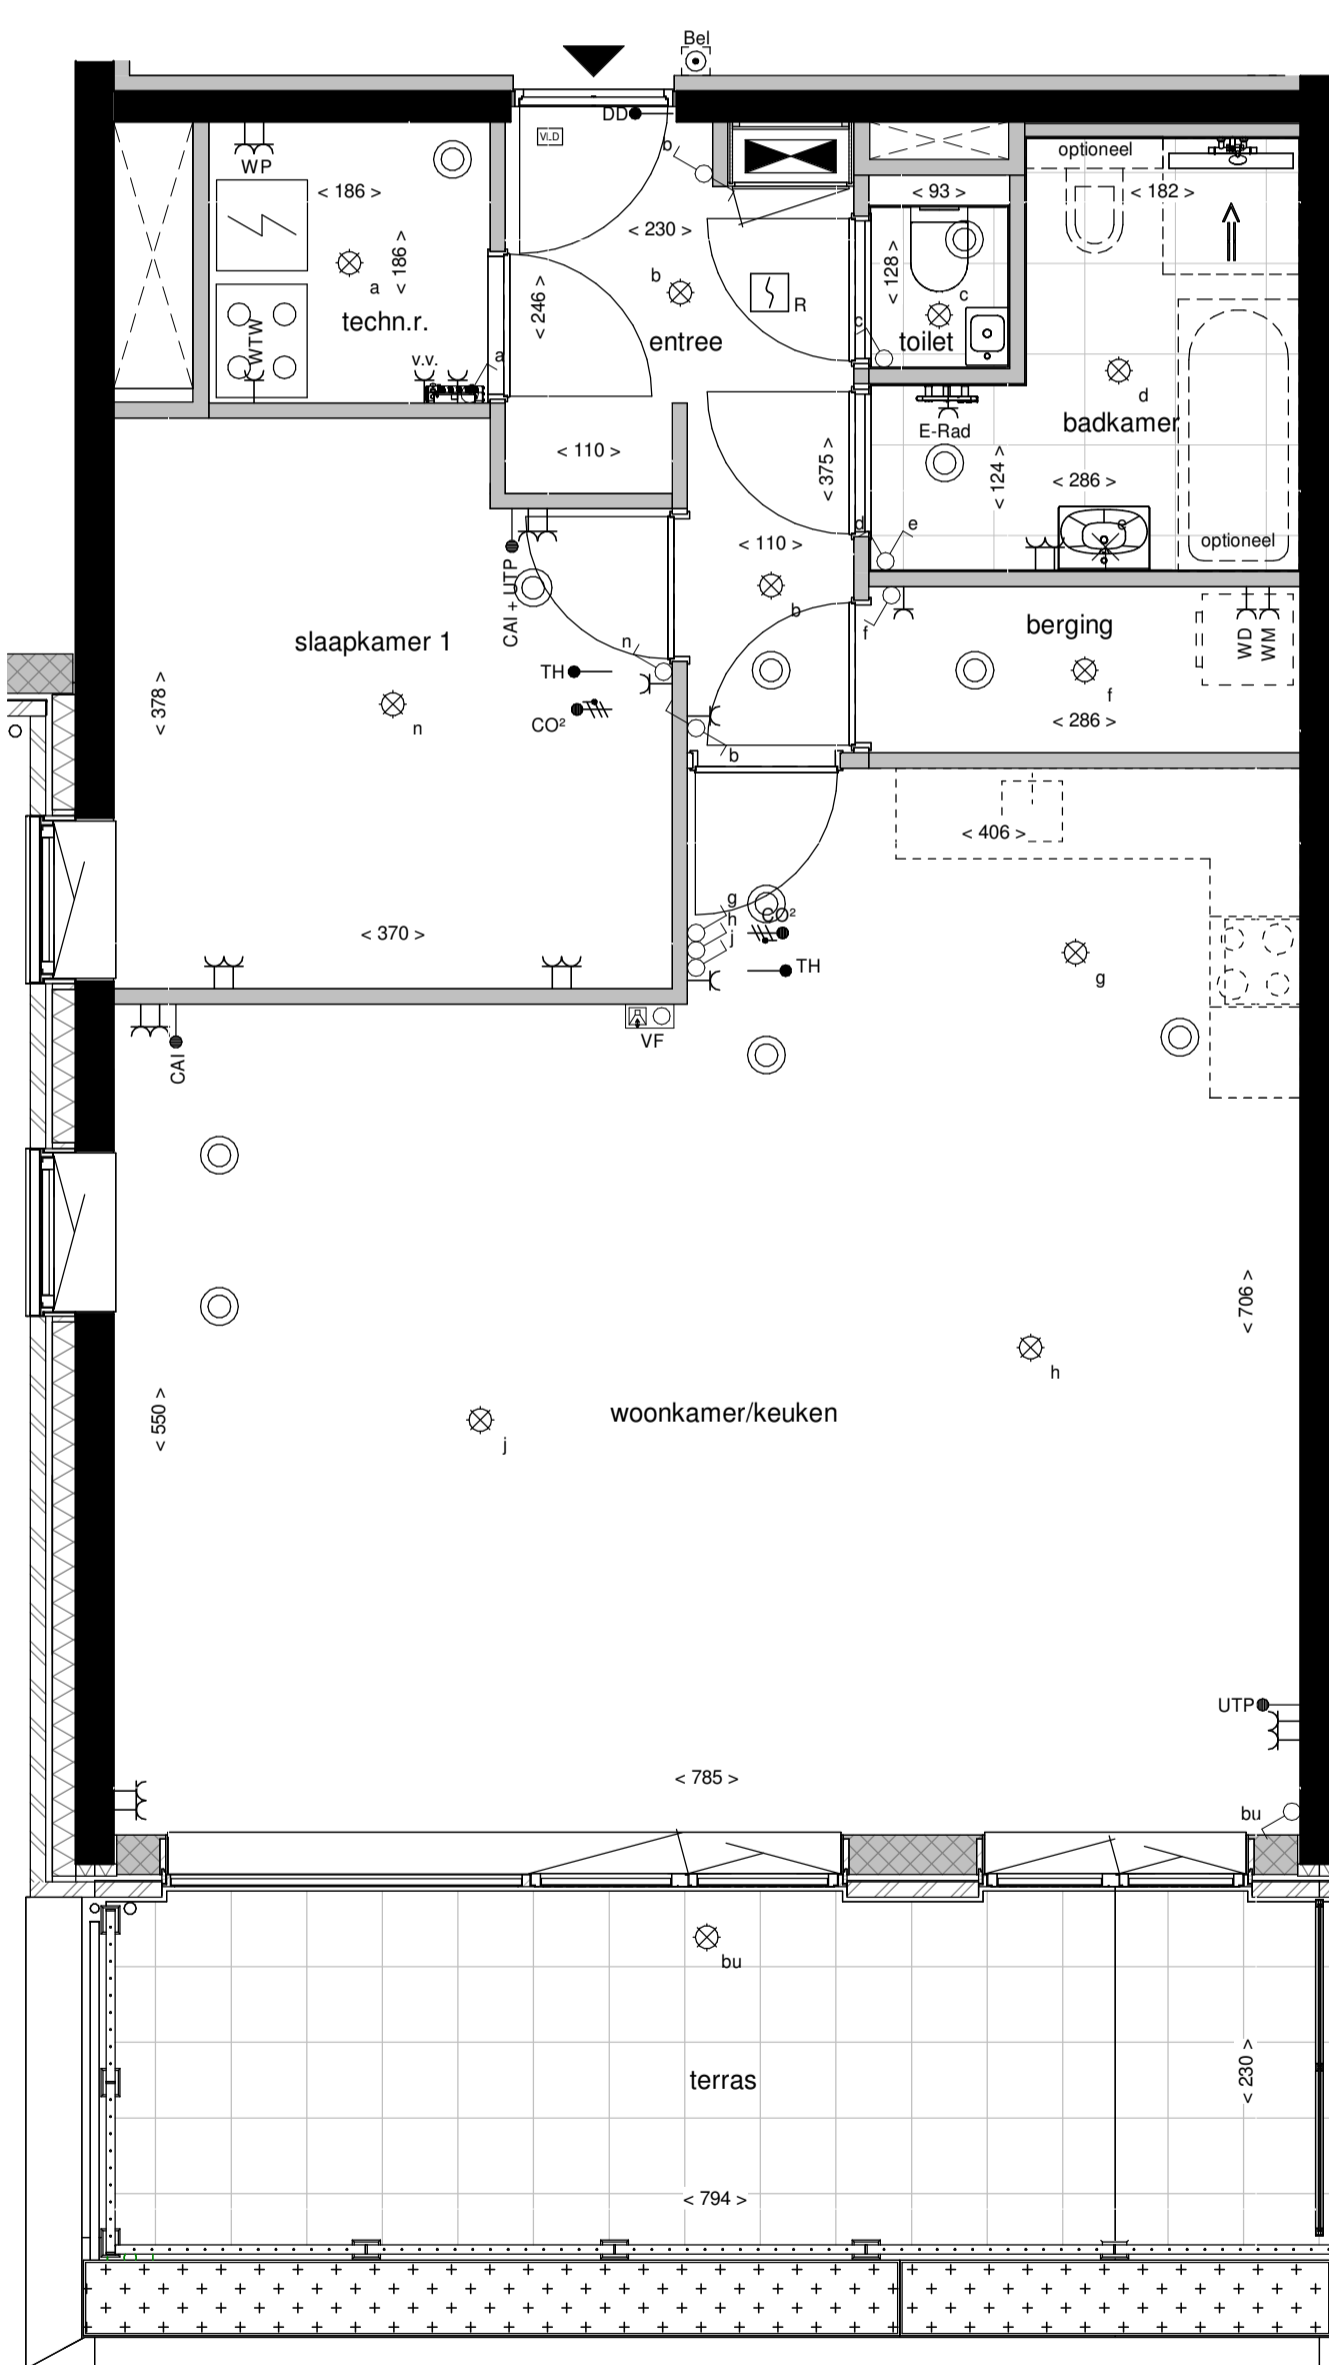 Bel
DD
VLD
b
optioneel
WP
< 186 >
< 230 >
< 93 >
< 182 >
< 186 >
a
techn.r.
< 246 >
b
entree
R
< 128 >
c
c
toilet
WTW
v.v.
a
d
badkamer
E-Rad
< 110 >
< 375 >
< 124 >
< 286 >
d
e
e
optioneel
< 110 >
CAI + UTP
b
f
berging
WD
WM
slaapkamer 1
n
TH
CO²
< 378 >
n
f
< 286 >
b
< 406 >
g
h
j
CO²
TH
g
< 370 >
VF
CAI
< 706 >
h
< 550 >
woonkamer/keuken
j
UTP
< 785 >
bu
bu
terras
< 230 >
< 794 >